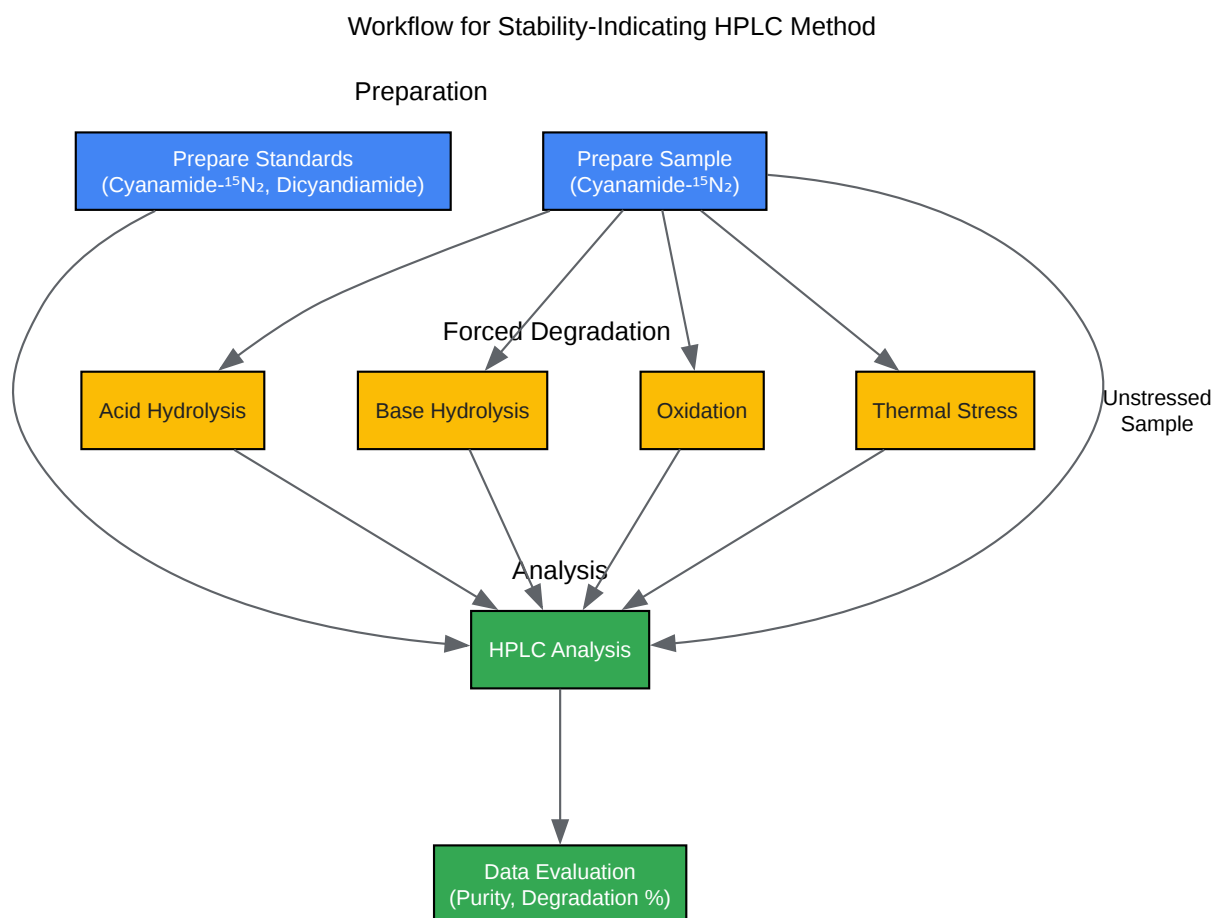 Workflow for Stability-Indicating HPLC Method
Preparation
Prepare Standards
(Cyanamide-¹⁵N₂, Dicyandiamide)
Prepare Sample
(Cyanamide-¹⁵N₂)
Forced Degradation
Acid Hydrolysis
Base Hydrolysis
Oxidation
Thermal Stress
Unstressed
Sample
Analysis
HPLC Analysis
Data Evaluation
(Purity, Degradation %)